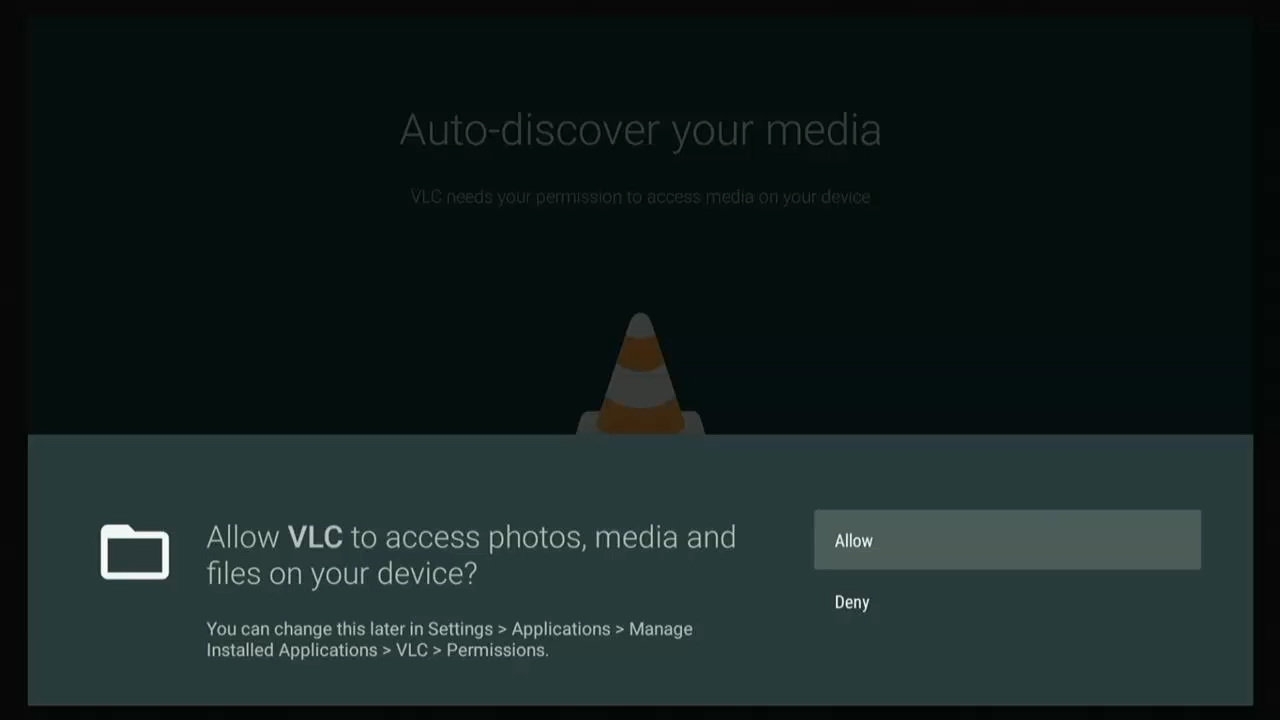 Auto-discover your media
VLC needs your permission to access media on your device
Allow VLC to access photos, media and
files on your device?
You can change this later in Settings > Applications > Manage
Installed Applications > VLC > Permissions.
Allow
Deny